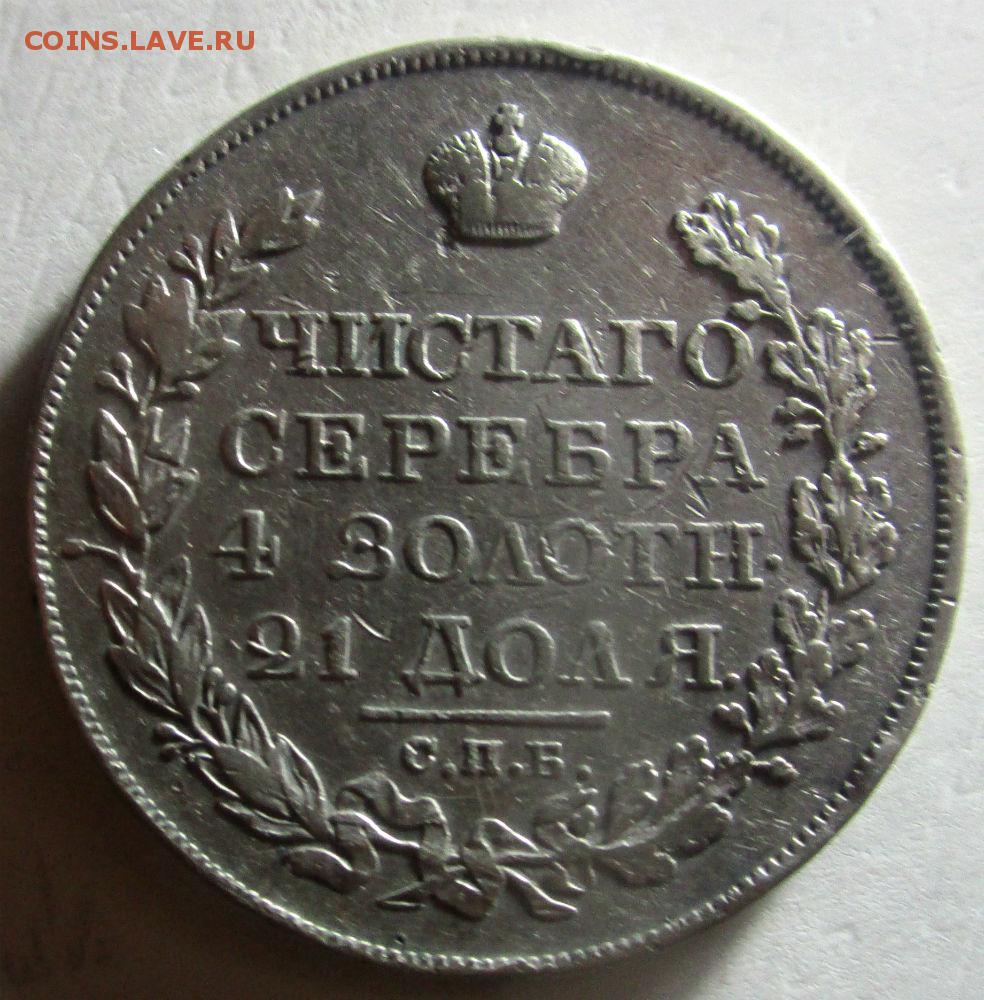 COINS.LAVE.RU
ЧИСТАГО
СЕРЕБРА
4 ЗОЛОТН.
21 ДОЛЯ.
С.П.Б.